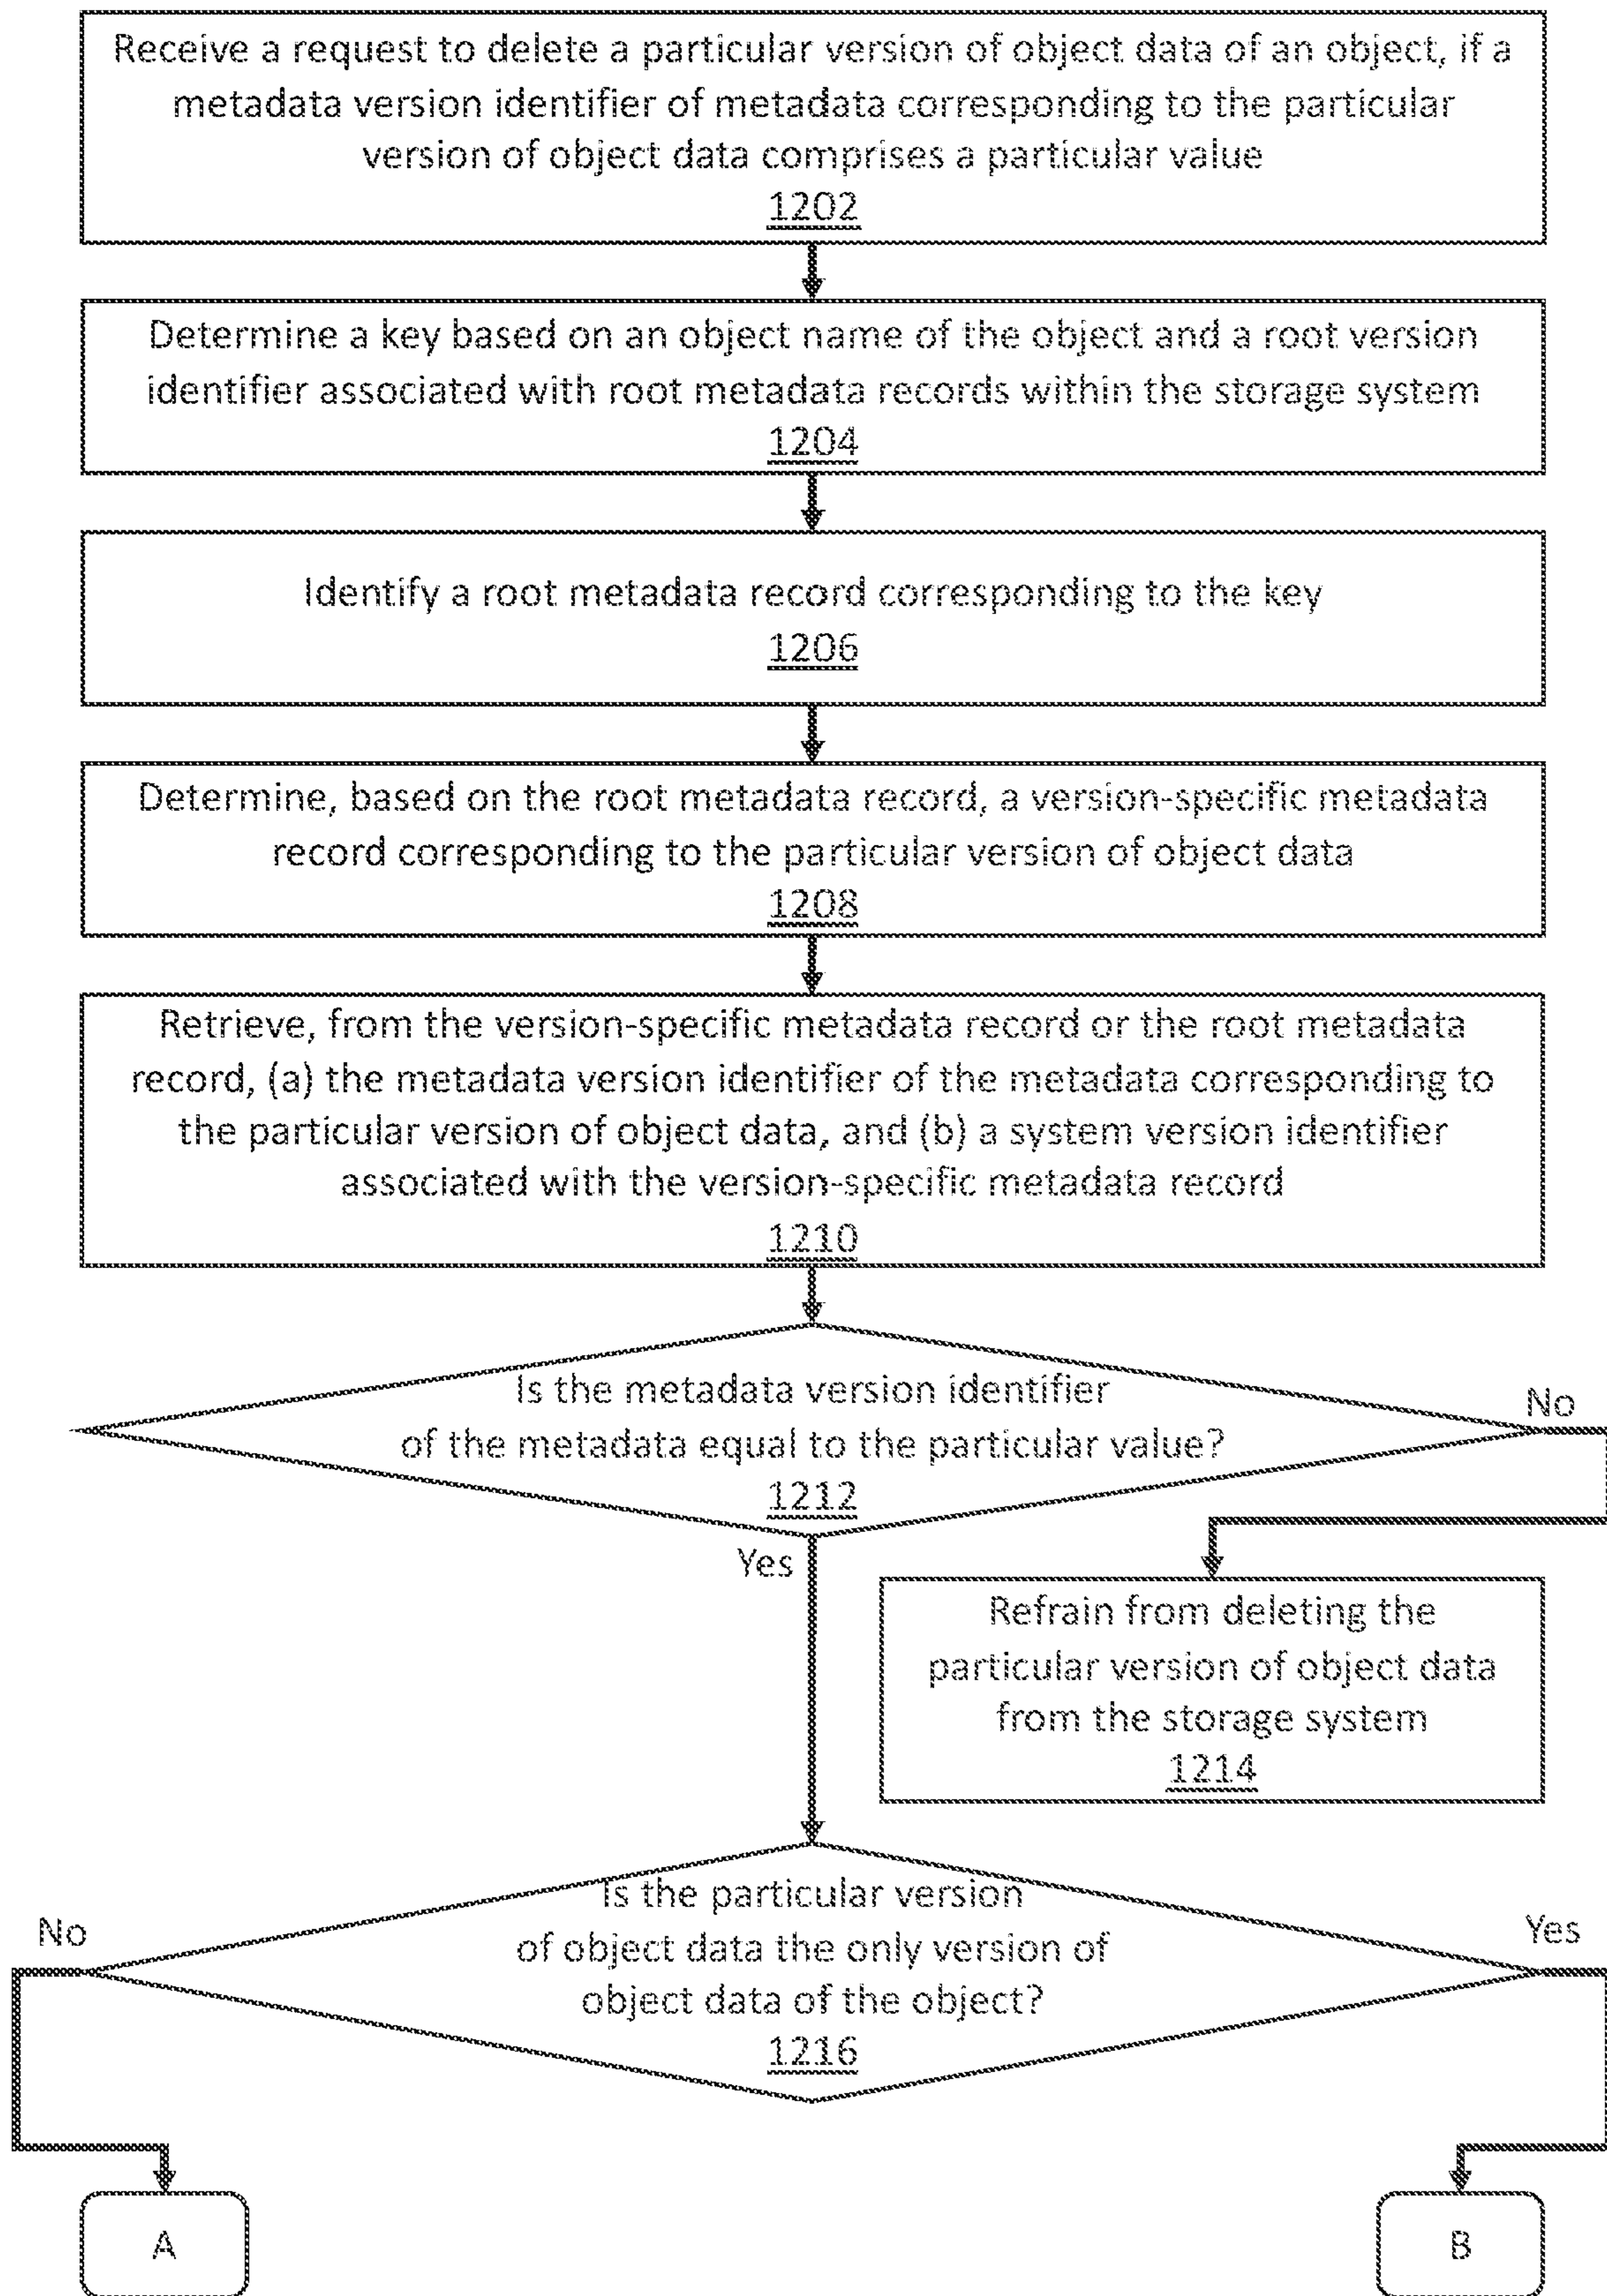 Receive a request to delete a particular version of object data of an object, if a
metadata version identifier of metadata corresponding to the particular
version of object data comprises a particular value
1202
Determine a key based on an object name of the object and a root version
identifier associated with root metadata records within the storage system
1204
Identify a root metadata record corresponding to the key
1206
Determine, based on the root metadata record, a version-specific metadata
record corresponding to the particular version of object data
1208
Retrieve, from the version-specific metadata record or the root metadata
record, (a) the metadata version identifier of the metadata corresponding to
the particular version of object data, and (b) a system version identifier
associated with the version-specific metadata record
1210
Is the metadata version identifier
of the metadata equal to the particular value?
1212
No
Yes
Refrain from deleting the
particular version of object data
from the storage system
1214
Is the particular version
of object data the only version of
object data of the object?
1216
No
Yes
A
B